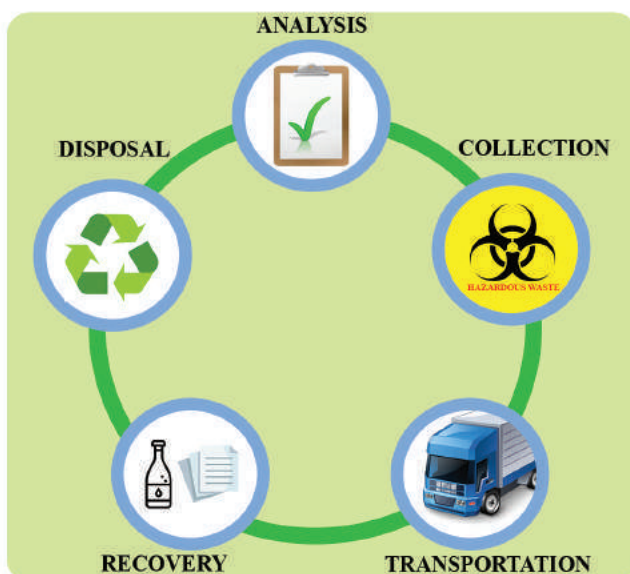 ANALYSIS
DISPOSAL
COLLECTION
HAZARDOUS WASTE
RECOVERY
TRANSPORTATION